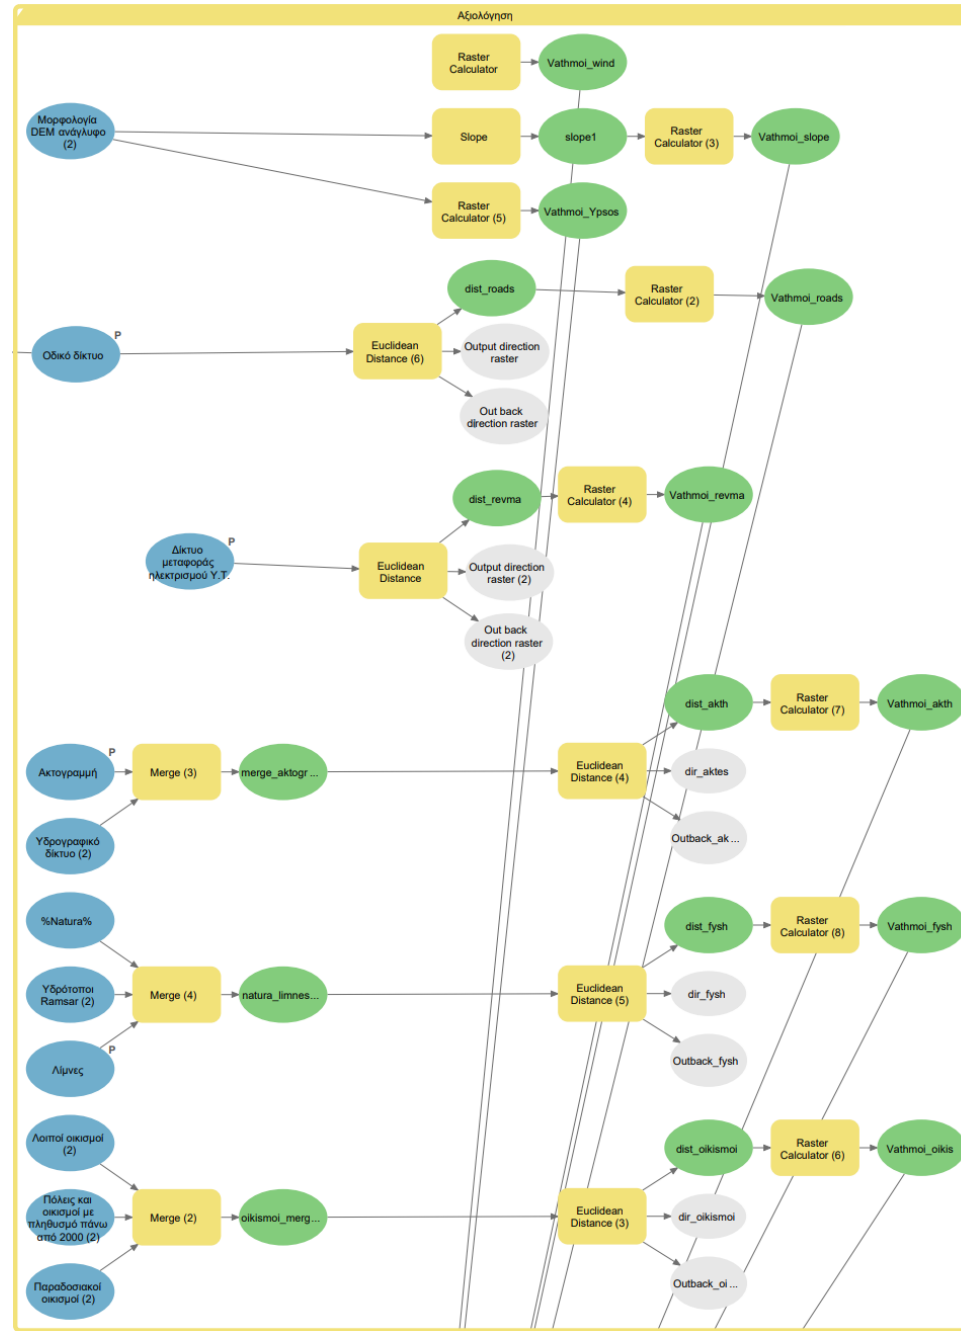 Αξιολόγηση
Raster
Calculator
Vathmoi_wind
Μορφολογία
DEM ανάγλυφο
(2)
Slope
slope1
Raster
Calculator (3)
Vathmoi_slope
Raster
Calculator (5)
Vathmoi_Ypsos
dist_roads
Raster
Calculator (2)
Vathmoi_roads
P
Οδικό δίκτυο
Euclidean
Distance (6)
Output direction
raster
Out back
direction raster
dist_revma
Raster
Calculator (4)
Vathmoi_revma
P
Δίκτυο
μεταφοράς
ηλεκτρισμού Υ.Τ.
Euclidean
Distance
Output direction
raster (2)
Out back
direction raster
(2)
dist_akth
Raster
Calculator (7)
Vathmoi_akth
P
Ακτογραμμή
Merge (3)
merge_aktogr ...
Euclidean
Distance (4)
dir_aktes
Υδρογραφικό
δίκτυο (2)
Outback_ak ...
%Natura%
dist_fysh
Raster
Calculator (8)
Vathmoi_fysh
Υδρότοποι
Ramsar (2)
Merge (4)
natura_limnes...
Euclidean
Distance (5)
dir_fysh
P
Λίμνες
Outback_fysh
Λοιποί οικισμοί
(2)
dist_oikismoi
Raster
Calculator (6)
Vathmoi_oikis
Πόλεις και
οικισμοί με
πληθυσμό πάνω
από 2000 (2)
Merge (2)
oikismoi_merg...
Euclidean
Distance (3)
dir_oikismoi
Παραδοσιακοί
οικισμοί (2)
Outback_oi ...